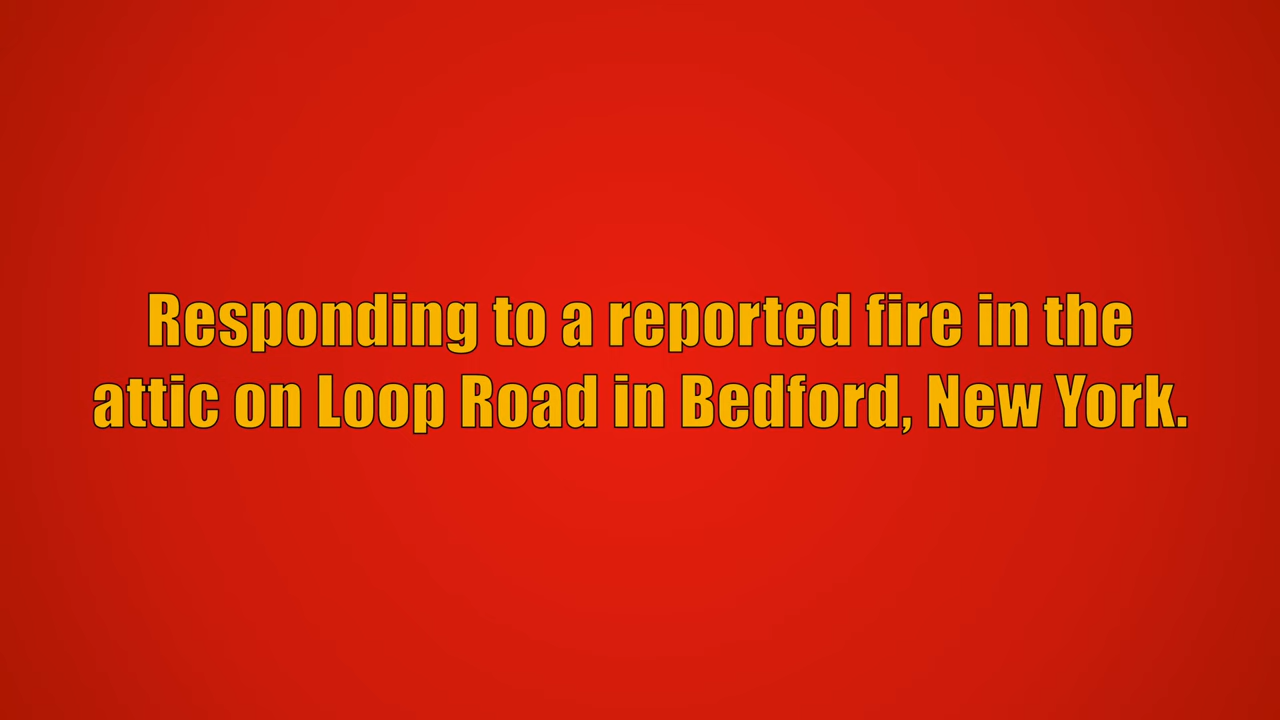 Responding to a reported fire in the
attic on Loop Road in Bedford, New York.